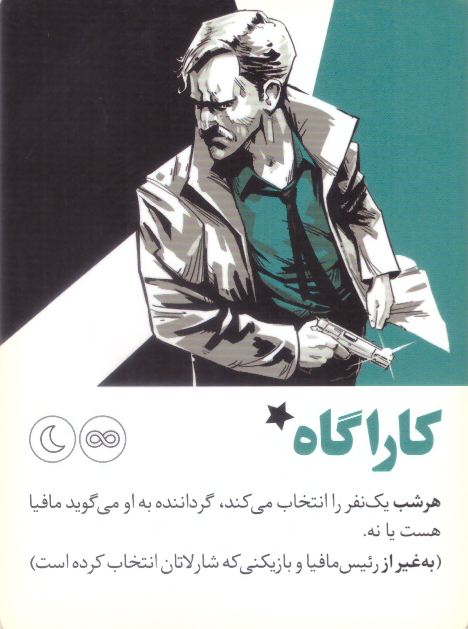 کاراگاه
هرشب یک‌نفر را انتخاب می‌کند، گرداننده به او می‌گوید مافیا
هست یا نه.
(به‌غیر از رئیس‌مافیا و بازیکنی‌که شارلاتان انتخاب کرده است)